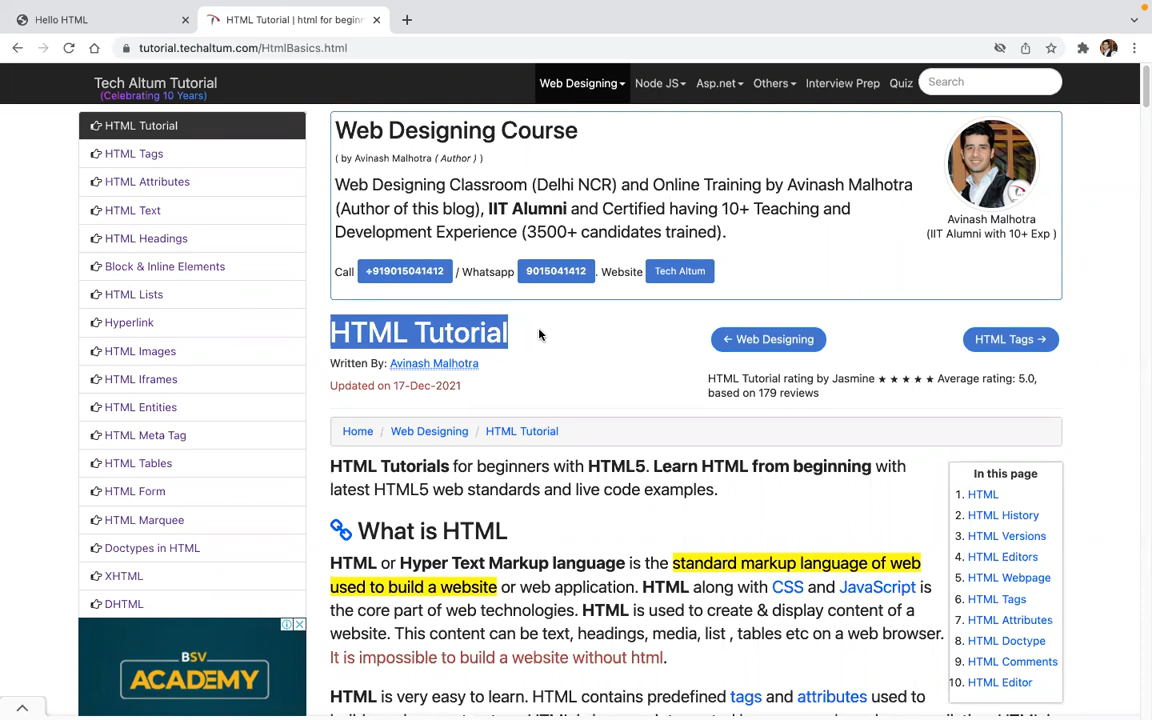 Hello HTML
HTML Tutorial | html for beginn
tutorial.techaltum.com/HtmlBasics.html
Tech Altum Tutorial
(Celebrating 10 Years)
Web Designing
Node JS
Asp.net
Others
Interview Prep
Quiz
Search
HTML Tutorial
HTML Tags
HTML Attributes
HTML Text
HTML Headings
Block & Inline Elements
HTML Lists
Hyperlink
HTML Images
HTML Iframes
HTML Entities
HTML Meta Tag
HTML Tables
HTML Form
HTML Marquee
Doctypes in HTML
XHTML
DHTML
BSV
ACADEMY
Web Designing Course
( by Avinash Malhotra ( Author ) )
Web Designing Classroom (Delhi NCR) and Online Training by Avinash Malhotra
(Author of this blog), IIT Alumni and Certified having 10+ Teaching and
Development Experience (3500+ candidates trained).
Call +919015041412 / Whatsapp 9015041412 . Website Tech Altum
Avinash Malhotra
(IIT Alumni with 10+ Exp )
HTML Tutorial
Written By: Avinash Malhotra
Updated on 17-Dec-2021
← Web Designing
HTML Tags →
HTML Tutorial rating by Jasmine ★ ★ ★ ★ ★ Average rating: 5.0,
based on 179 reviews
Home / Web Designing / HTML Tutorial
HTML Tutorials for beginners with HTML5. Learn HTML from beginning with
latest HTML5 web standards and live code examples.
What is HTML
HTML or Hyper Text Markup language is the standard markup language of web
used to build a website or web application. HTML along with CSS and JavaScript is
the core part of web technologies. HTML is used to create & display content of a
website. This content can be text, headings, media, list , tables etc on a web browser.
It is impossible to build a website without html.
HTML is very easy to learn. HTML contains predefined tags and attributes used to
In this page
1. HTML
2. HTML History
3. HTML Versions
4. HTML Editors
5. HTML Webpage
6. HTML Tags
7. HTML Attributes
8. HTML Doctype
9. HTML Comments
10. HTML Editor